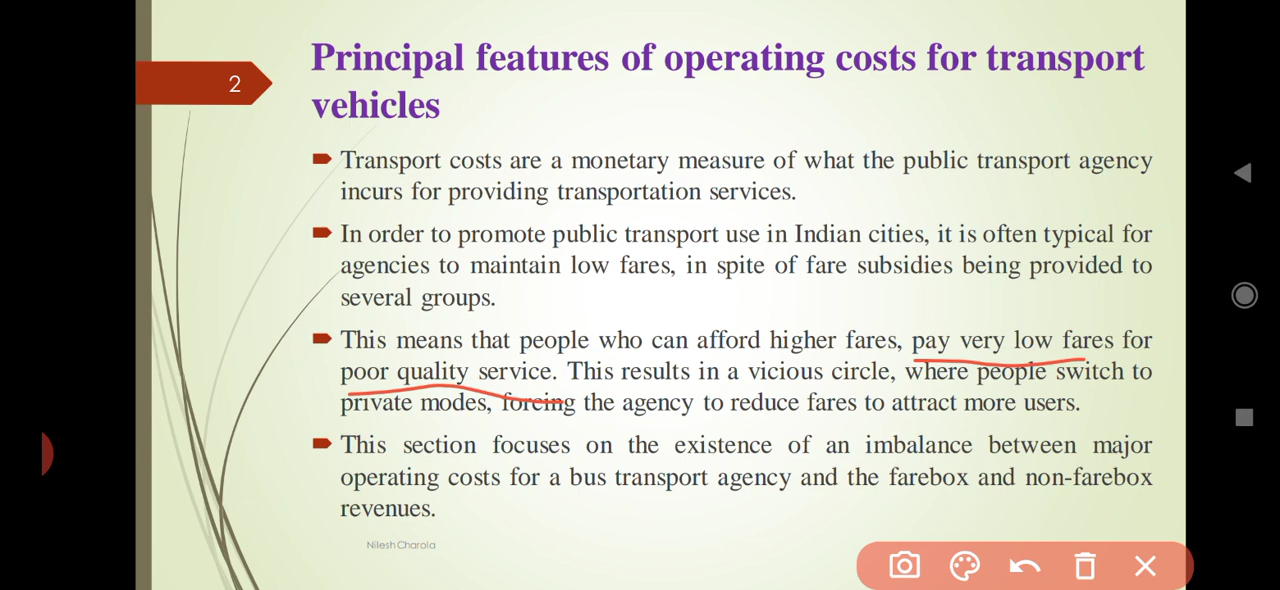 2
Principal features of operating costs for transport
vehicles
Transport costs are a monetary measure of what the public transport agency
incurs for providing transportation services.
In order to promote public transport use in Indian cities, it is often typical for
agencies to maintain low fares, in spite of fare subsidies being provided to
several groups.
This means that people who can afford higher fares, pay very low fares for
poor quality service. This results in a vicious circle, where people switch to
private modes, forcing the agency to reduce fares to attract more users.
This section focuses on the existence of an imbalance between major
operating costs for a bus transport agency and the farebox and non-farebox
revenues.
Nilesh Charola